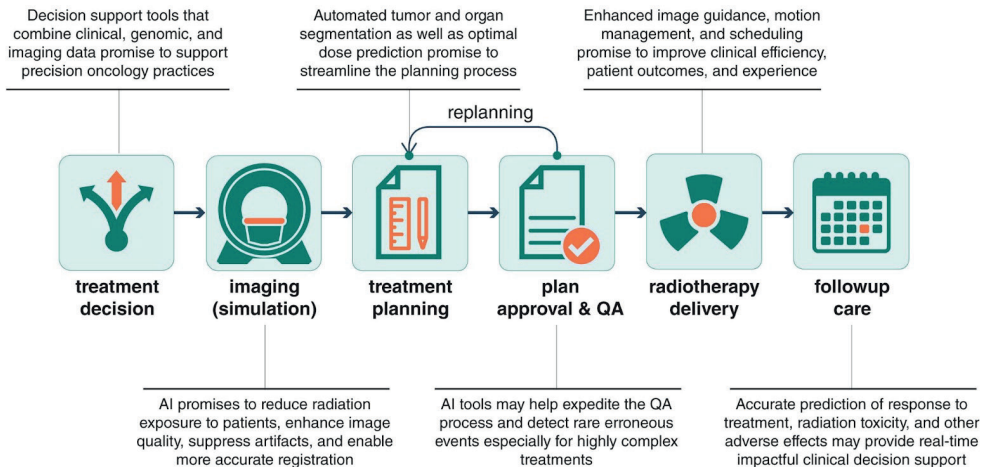 Decision support tools that
combine clinical, genomic, and
imaging data promise to support
precision oncology practices
Automated tumor and organ
segmentation as well as optimal
dose prediction promise to
streamline the planning process
Enhanced image guidance, motion
management, and scheduling
promise to improve clinical efficiency,
patient outcomes, and experience
replanning
treatment
decision
imaging
(simulation)
treatment
planning
plan
approval & QA
radiotherapy
delivery
followup
care
AI promises to reduce radiation
exposure to patients, enhance image
quality, suppress artifacts, and enable
more accurate registration
AI tools may help expedite the QA
process and detect rare erroneous
events especially for highly complex
treatments
Accurate prediction of response to
treatment, radiation toxicity, and other
adverse effects may provide real-time
impactful clinical decision support